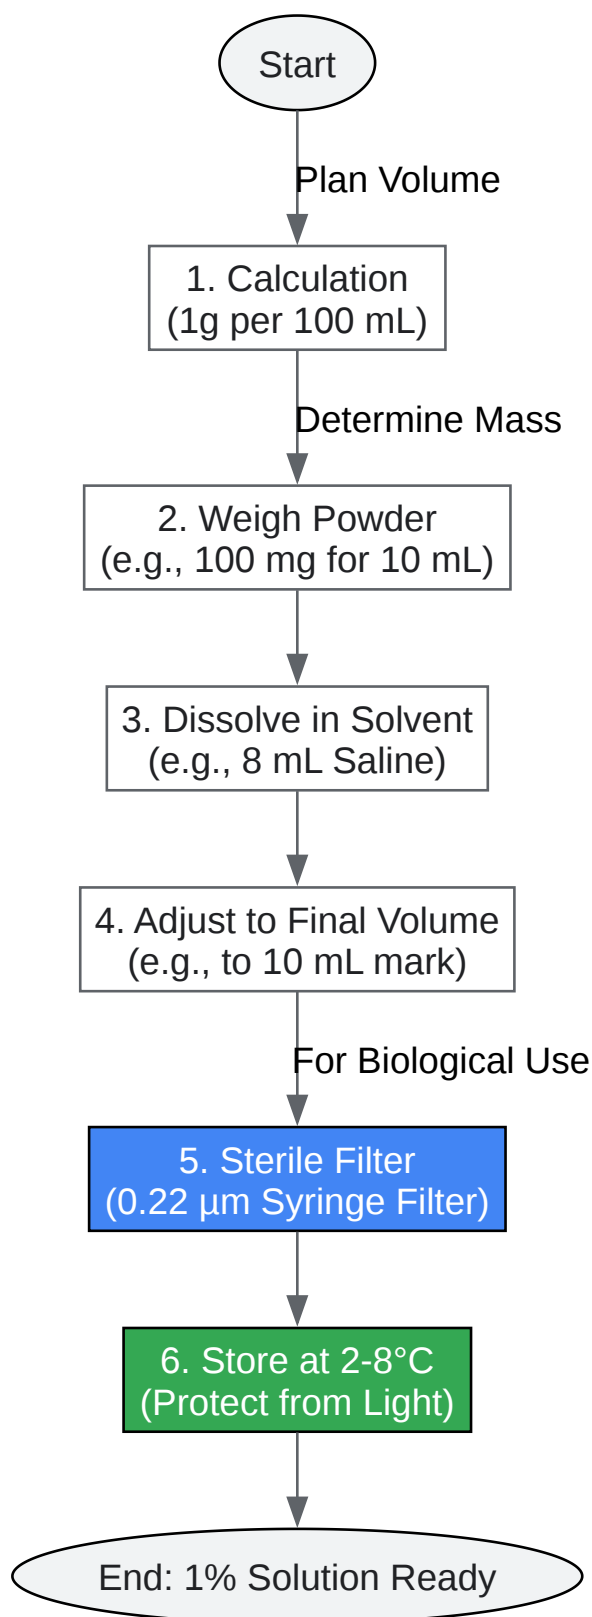 Start
Plan Volume
1. Calculation
(1g per 100 mL)
Determine Mass
2. Weigh Powder
(e.g., 100 mg for 10 mL)
3. Dissolve in Solvent
(e.g., 8 mL Saline)
4. Adjust to Final Volume
(e.g., to 10 mL mark)
For Biological Use
5. Sterile Filter
(0.22 µm Syringe Filter)
6. Store at 2-8°C
(Protect from Light)
End: 1% Solution Ready